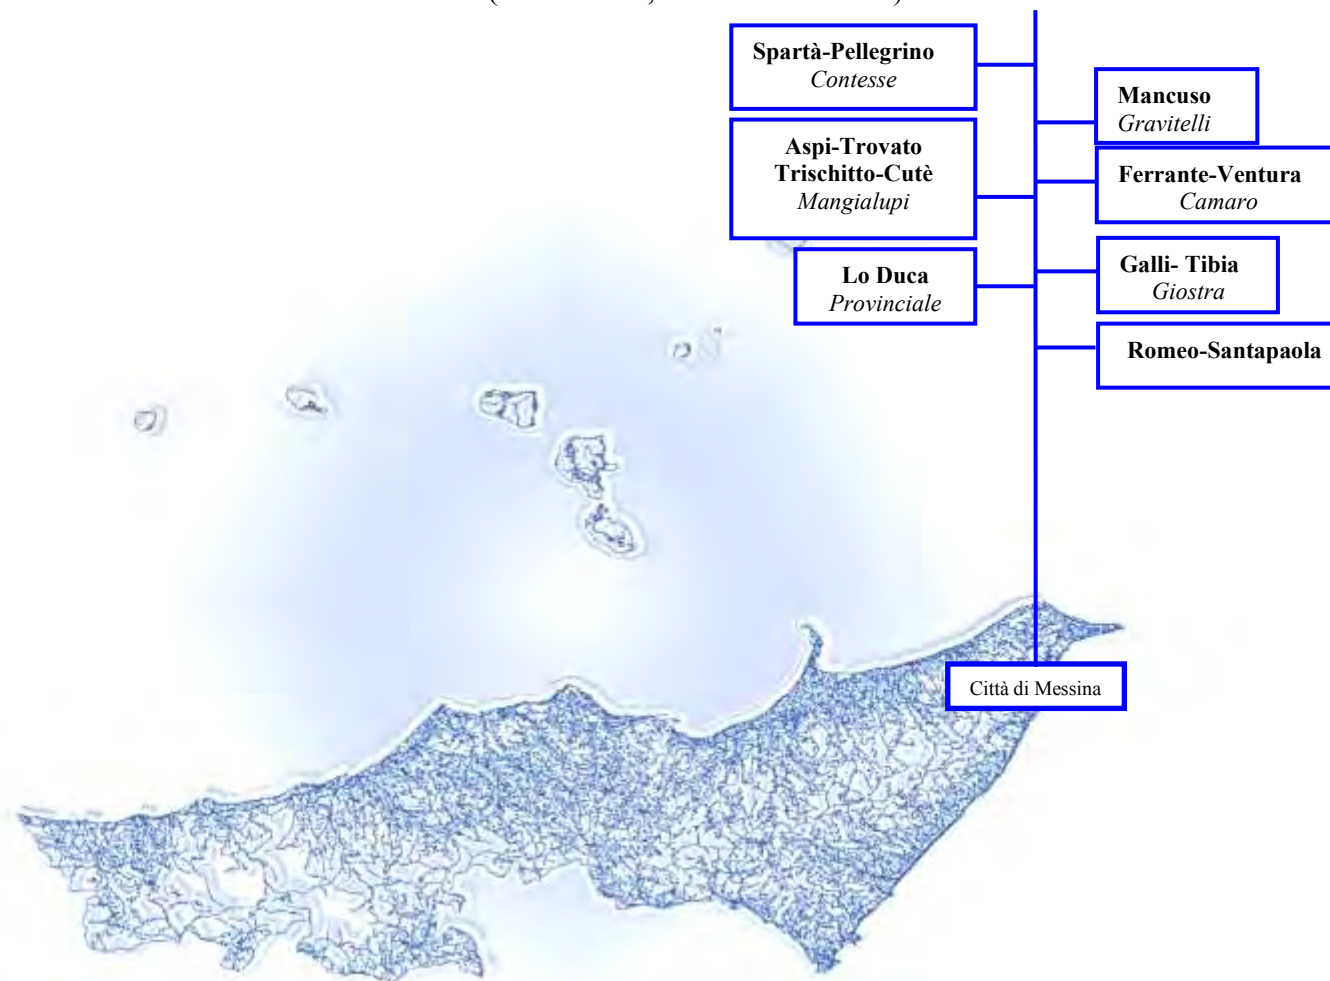 Spartà-Pellegrino
Contesse
Mancuso
Gravitelli
Aspi-Trovato
Trischitto-Cutè
Mangialupi
Ferrante-Ventura
Camaro
Lo Duca
Provinciale
Galli- Tibia
Giostra
Romeo-Santapaola
Città di Messina